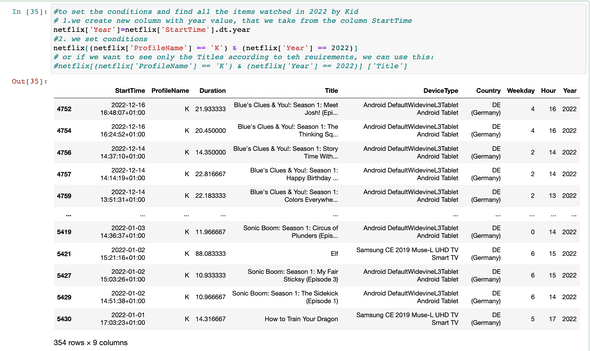 In [35]: #to set the conditions and find all the items watched in 2022 by Kid
# 1.we create new column with year value, that we take from the column StartTime
netflix['Year']=netflix['StartTime'].dt.year
#2. we set conditions
netflix[(netflix['ProfileName'] == 'K') & (netflix['Year'] == 2022)]
# or if we want to see only the Titles according to teh reuirements, we can use this:
#netflix[(netflix['ProfileName'] == 'K') & (netflix['Year'] == 2022)] ['Title']
Out[35]:
StartTime ProfileName Duration Title DeviceType Country Weekday Hour Year
4752 2022-12-16 16:48:07+01:00 K 21.933333 Blue's Clues & You!: Season 1: Meet Josh! (Epi... Android DefaultWidevineL3Tablet Android Tablet DE (Germany) 4 16 2022
4754 2022-12-16 16:24:52+01:00 K 20.450000 Blue's Clues & You!: Season 1: The Thinking Sq... Android DefaultWidevineL3Tablet Android Tablet DE (Germany) 4 16 2022
4756 2022-12-14 14:37:10+01:00 K 14.350000 Blue's Clues & You!: Season 1: Story Time With... Android DefaultWidevineL3Tablet Android Tablet DE (Germany) 2 14 2022
4757 2022-12-14 14:14:19+01:00 K 22.816667 Blue's Clues & You!: Season 1: Happy Birthday ... Android DefaultWidevineL3Tablet Android Tablet DE (Germany) 2 14 2022
4759 2022-12-14 13:51:31+01:00 K 22.183333 Blue's Clues & You!: Season 1: Colors Everywhe... Android DefaultWidevineL3Tablet Android Tablet DE (Germany) 2 13 2022
... ... ... ... ... ... ... ... ... ...
5419 2022-01-03 14:36:37+01:00 K 11.966667 Sonic Boom: Season 1: Circus of Plunders (Epis... Android DefaultWidevineL3Tablet Android Tablet DE (Germany) 0 14 2022
5421 2022-01-02 15:21:16+01:00 K 88.083333 Elf Samsung CE 2019 Muse-L UHD TV Smart TV DE (Germany) 6 15 2022
5427 2022-01-02 15:03:26+01:00 K 10.933333 Sonic Boom: Season 1: My Fair Sticksy (Episode 3) Android DefaultWidevineL3Tablet Android Tablet DE (Germany) 6 15 2022
5429 2022-01-02 14:51:38+01:00 K 10.966667 Sonic Boom: Season 1: The Sidekick (Episode 1) Android DefaultWidevineL3Tablet Android Tablet DE (Germany) 6 14 2022
5430 2022-01-01 17:03:23+01:00 K 14.316667 How to Train Your Dragon Samsung CE 2019 Muse-L UHD TV Smart TV DE (Germany) 5 17 2022
354 rows × 9 columns